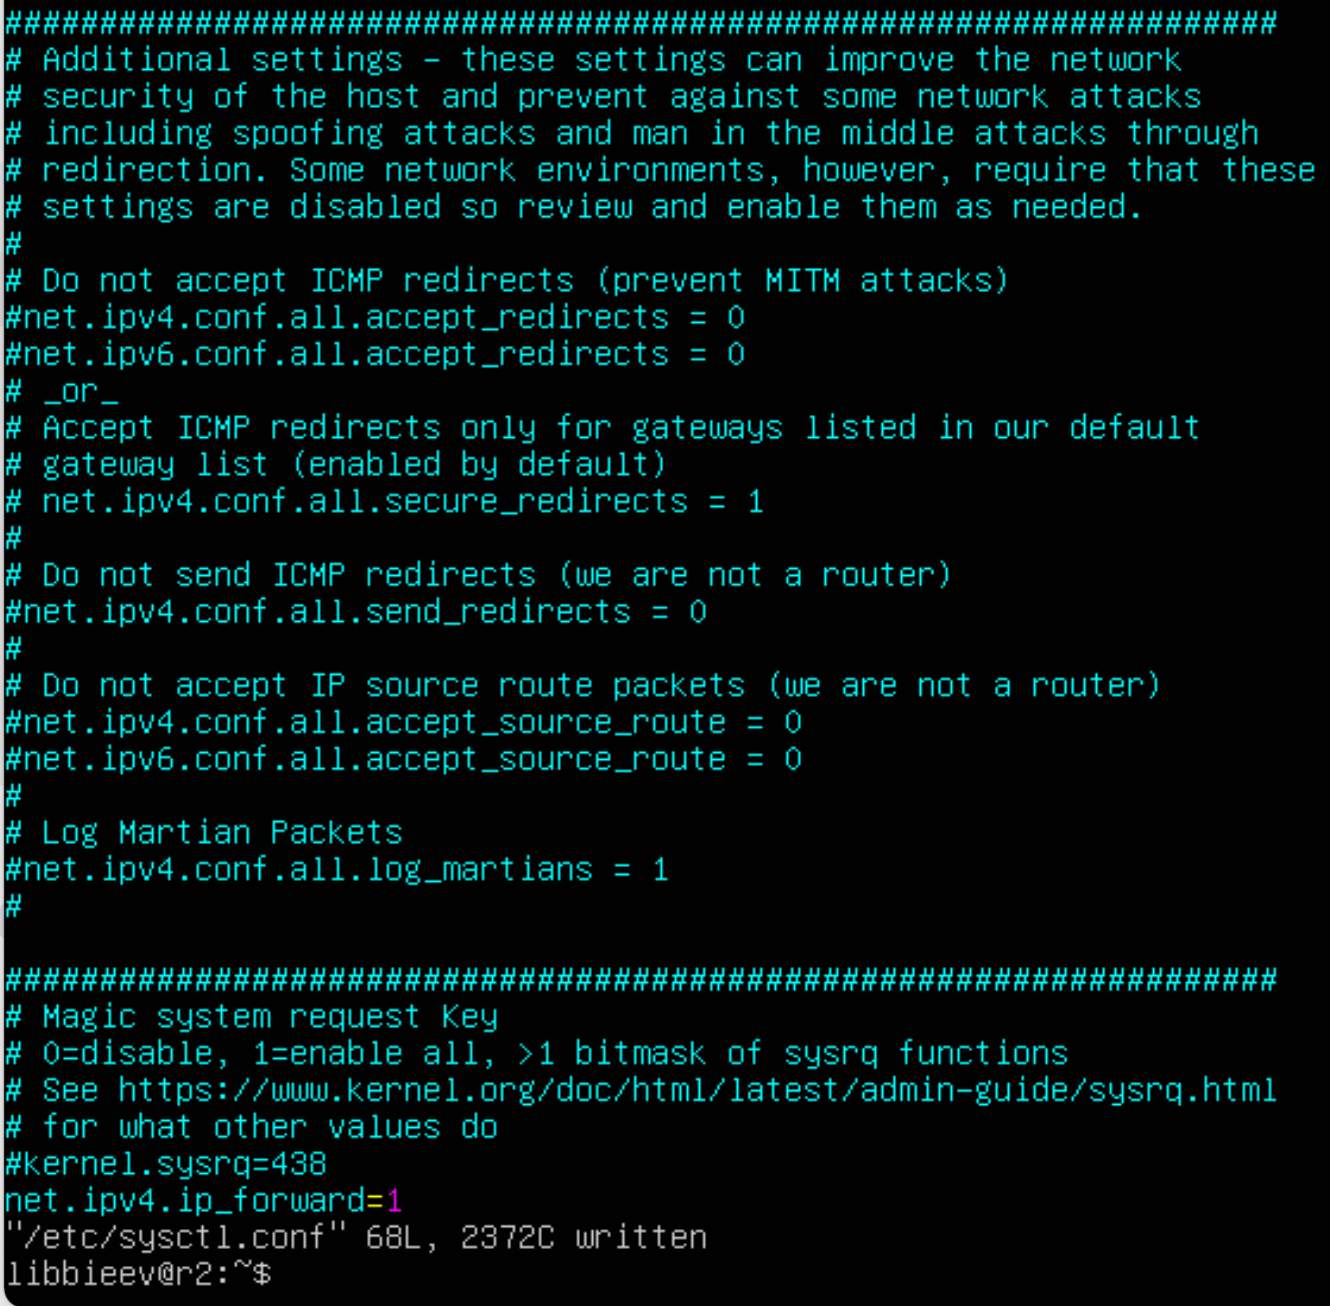 ###################################################################
# Additional settings - these settings can improve the network
# security of the host and prevent against some network attacks
# including spoofing attacks and man in the middle attacks through
# redirection. Some network environments, however, require that these
# settings are disabled so review and enable them as needed.
#
# Do not accept ICMP redirects (prevent MITM attacks)
#net.ipv4.conf.all.accept_redirects = 0
#net.ipv6.conf.all.accept_redirects = 0
# _or_
# Accept ICMP redirects only for gateways listed in our default
# gateway list (enabled by default)
# net.ipv4.conf.all.secure_redirects = 1
#
# Do not send ICMP redirects (we are not a router)
#net.ipv4.conf.all.send_redirects = 0
#
# Do not accept IP source route packets (we are not a router)
#net.ipv4.conf.all.accept_source_route = 0
#net.ipv6.conf.all.accept_source_route = 0
#
# Log Martian Packets
#net.ipv4.conf.all.log_martians = 1
#
###################################################################
# Magic system request Key
# 0=disable, 1=enable all, >1 bitmask of sysrq functions
# See https://www.kernel.org/doc/html/latest/admin-guide/sysrq.html
# for what other values do
#kernel.sysrq=438
net.ipv4.ip_forward=1
"/etc/sysctl.conf" 68L, 2372C written
libbieev@r2:~$